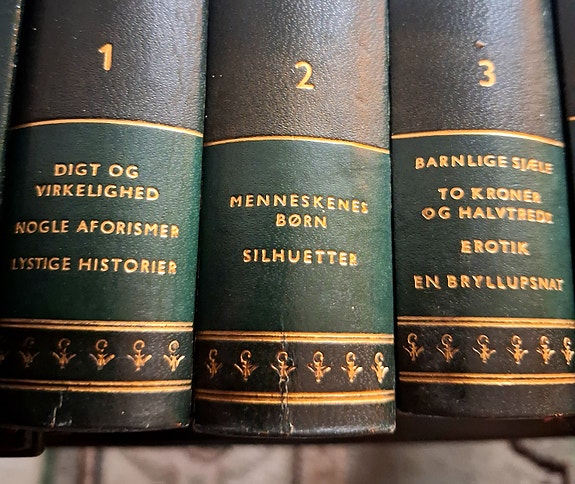 1
DIGT OG
VIRKELIGHED
NOGLE AFORISMER
LYSTIGE HISTORIER
2
MENNESKENES
BØRN
SILHUETTER
3
BARNLIGE SJÆLE
TO KRONER
OG HALVTREDS
EROTIK
EN BRYLLUPSNAT